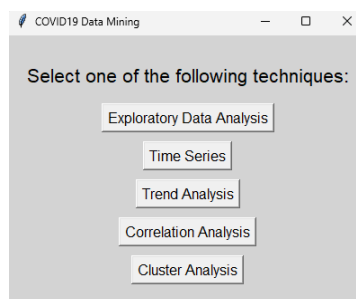 COVID19 Data Mining
Select one of the following techniques:
Exploratory Data Analysis
Time Series
Trend Analysis
Correlation Analysis
Cluster Analysis